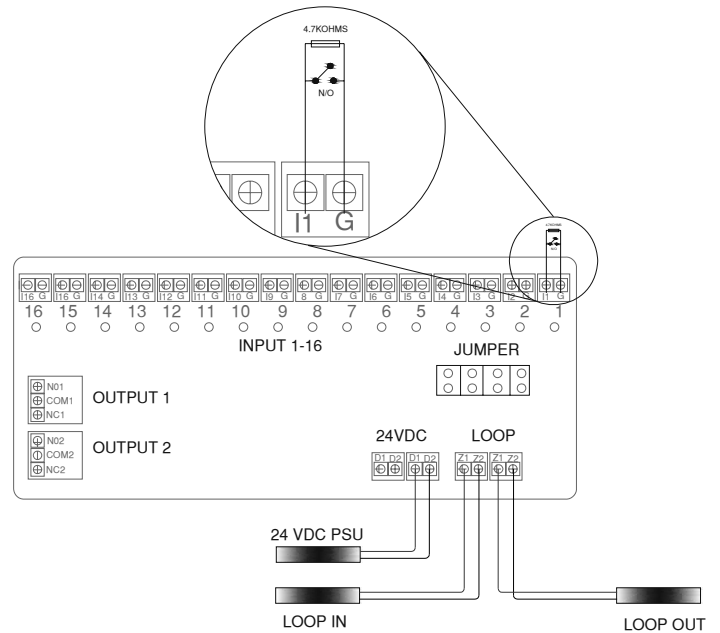 4.7KOHMS
N/O
I1 G
4.7KOHMS
N/O
I16 G I16 G I14 G I13 G I12 G I11 G I10 G I9 G 8 G I7 G I6 G I5 G I4 G I3 G I2 G I1 G
16 15 14 13 12 11 10 9 8 7 6 5 4 3 2 1
INPUT 1-16
JUMPER
N01
COM1
NC1
OUTPUT 1
N02
COM2
NC2
OUTPUT 2
24VDC
LOOP
D1 D2 D1 D2
Z1 Z2 Z1 Z2
24 VDC PSU
LOOP IN
LOOP OUT